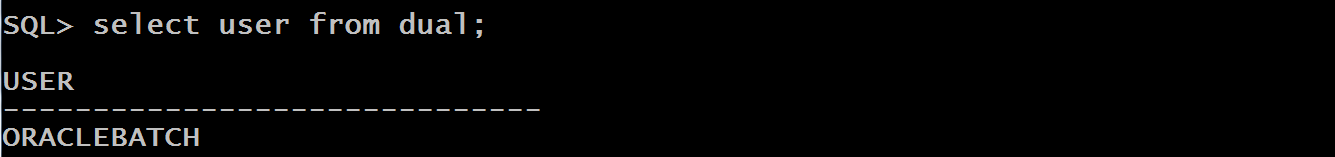 SQL> select user from dual;
USER
------------------------------
ORACLEBATCH